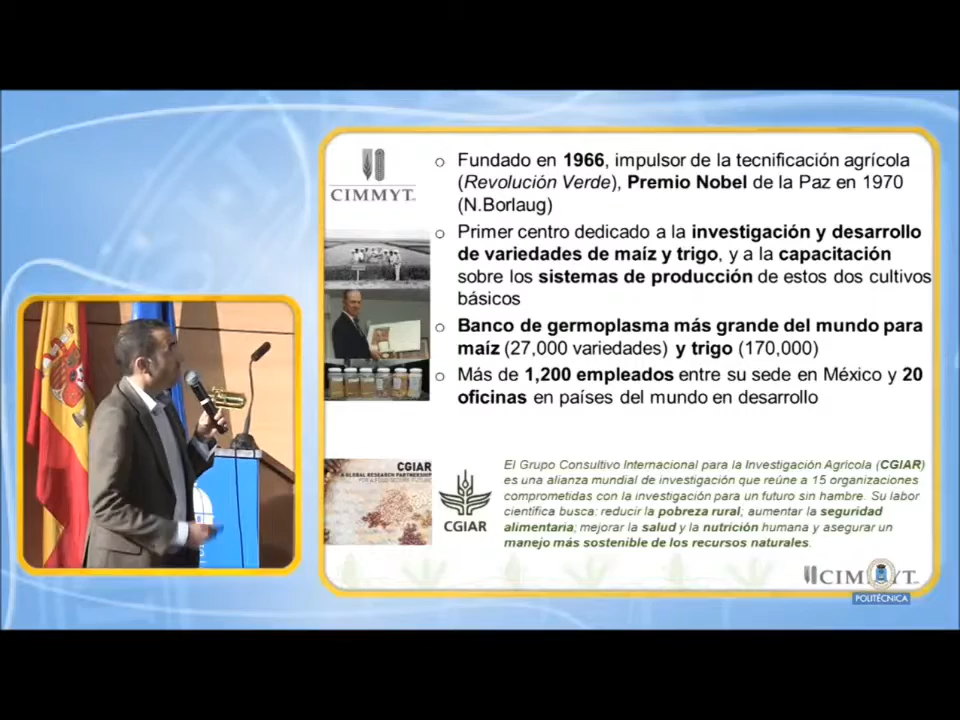 CIMMYT
Fundado en 1966, impulsor de la tecnificación agrícola
(Revolución Verde), Premio Nobel de la Paz en 1970
(N.Borlaug)
Primer centro dedicado a la investigación y desarrollo
de variedades de maíz y trigo, y a la capacitación
sobre los sistemas de producción de estos dos cultivos
básicos
Banco de germoplasma más grande del mundo para
maíz (27,000 variedades) y trigo (170,000)
Más de 1,200 empleados entre su sede en México y 20
oficinas en países del mundo en desarrollo
CGIAR
A GLOBAL RESEARCH PARTNERSHIP
FOR A FOOD SECURE FUTURE
CGIAR
El Grupo Consultivo Internacional para la Investigación Agrícola (CGIAR)
es una alianza mundial de investigación que reúne a 15 organizaciones
comprometidas con la investigación para un futuro sin hambre. Su labor
científica busca: reducir la pobreza rural; aumentar la seguridad
alimentaria; mejorar la salud y la nutrición humana y asegurar un
manejo más sostenible de los recursos naturales.
POLITÉCNICA